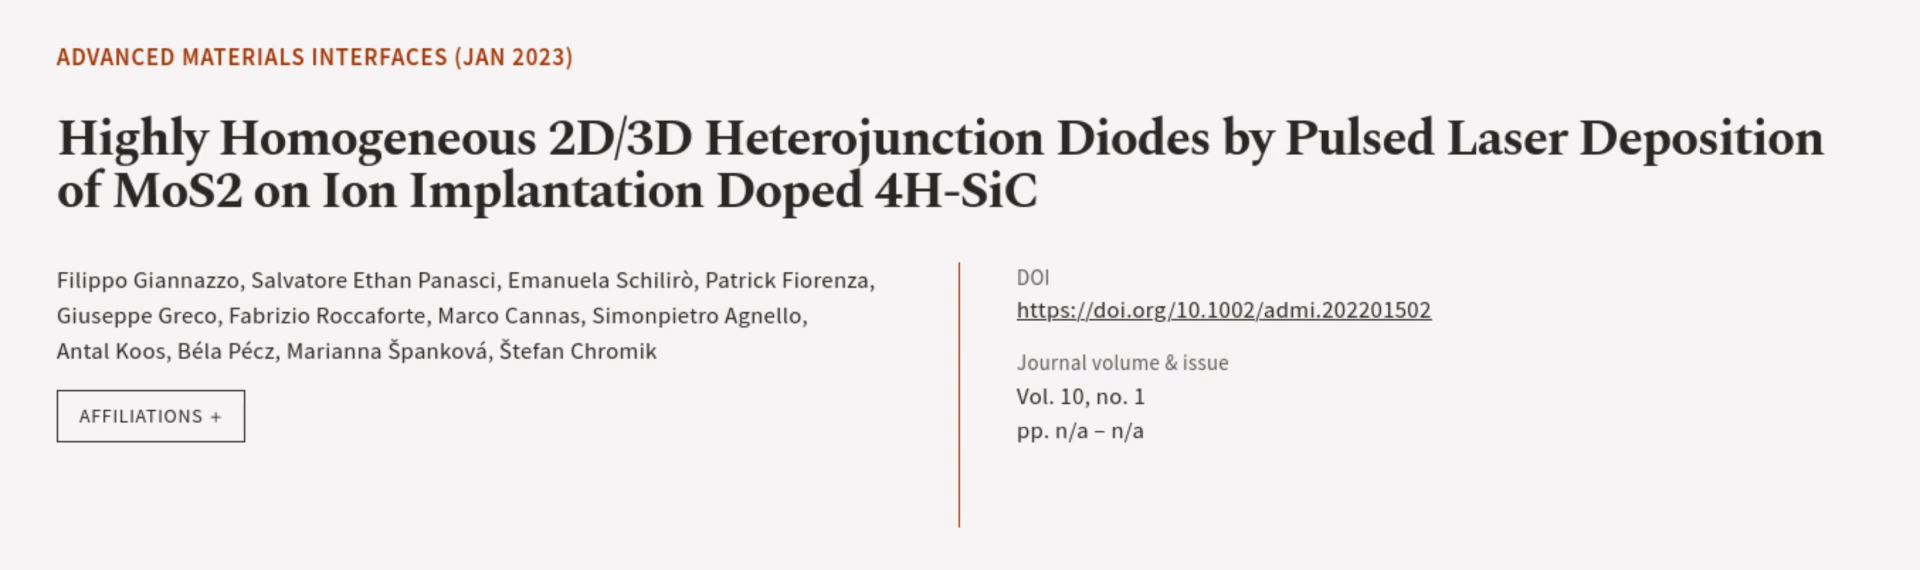 ADVANCED MATERIALS INTERFACES (JAN 2023)
Highly Homogeneous 2D/3D Heterojunction Diodes by Pulsed Laser Deposition
of MoS2 on Ion Implantation Doped 4H-SiC
Filippo Giannazzo, Salvatore Ethan Panasci, Emanuela Schilirò, Patrick Fiorenza,
Giuseppe Greco, Fabrizio Roccaforte, Marco Cannas, Simonpietro Agnello,
Antal Koos, Béla Pécz, Marianna Španková, Štefan Chromik
AFFILIATIONS +
DOI
https://doi.org/10.1002/admi.202201502
Journal volume & issue
Vol. 10, no. 1
pp. n/a – n/a